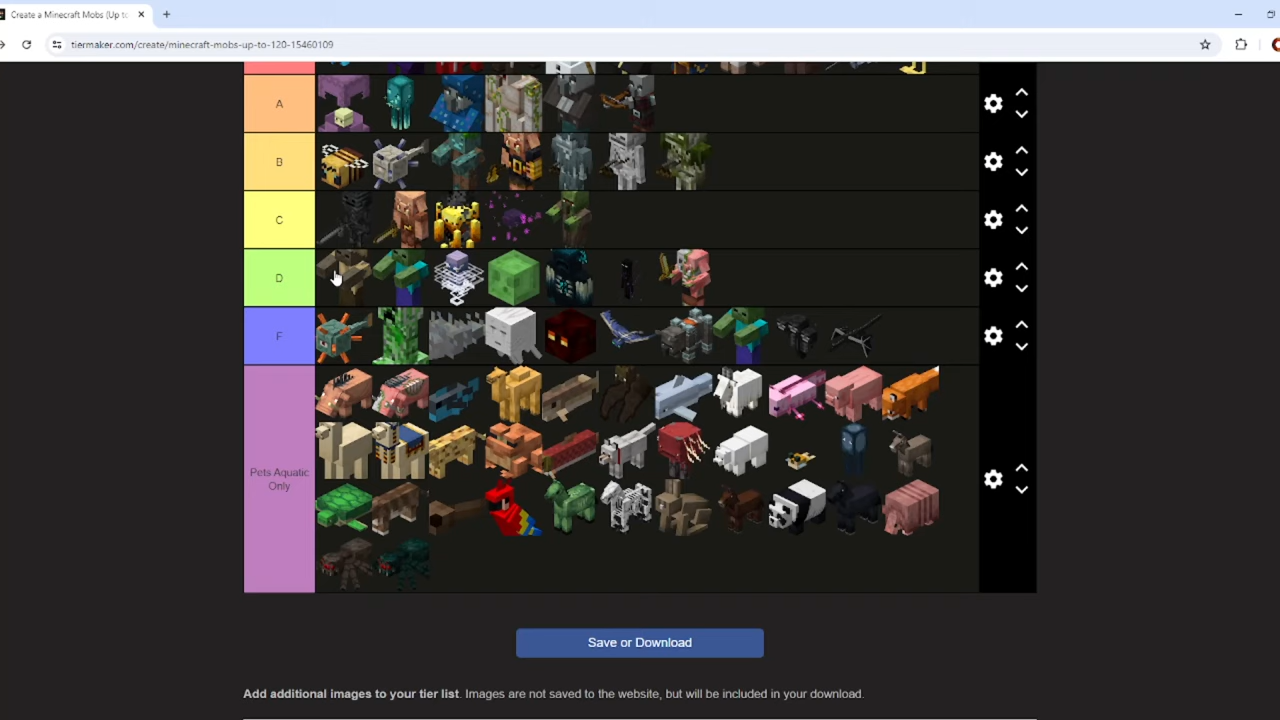 Create a Minecraft Mobs (Up to
tiermaker.com/create/minecraft-mobs-up-to-120-15460109
A
B
C
D
F
Pets Aquatic
Only
Save or Download
Add additional images to your tier list. Images are not saved to the website, but will be included in your download.